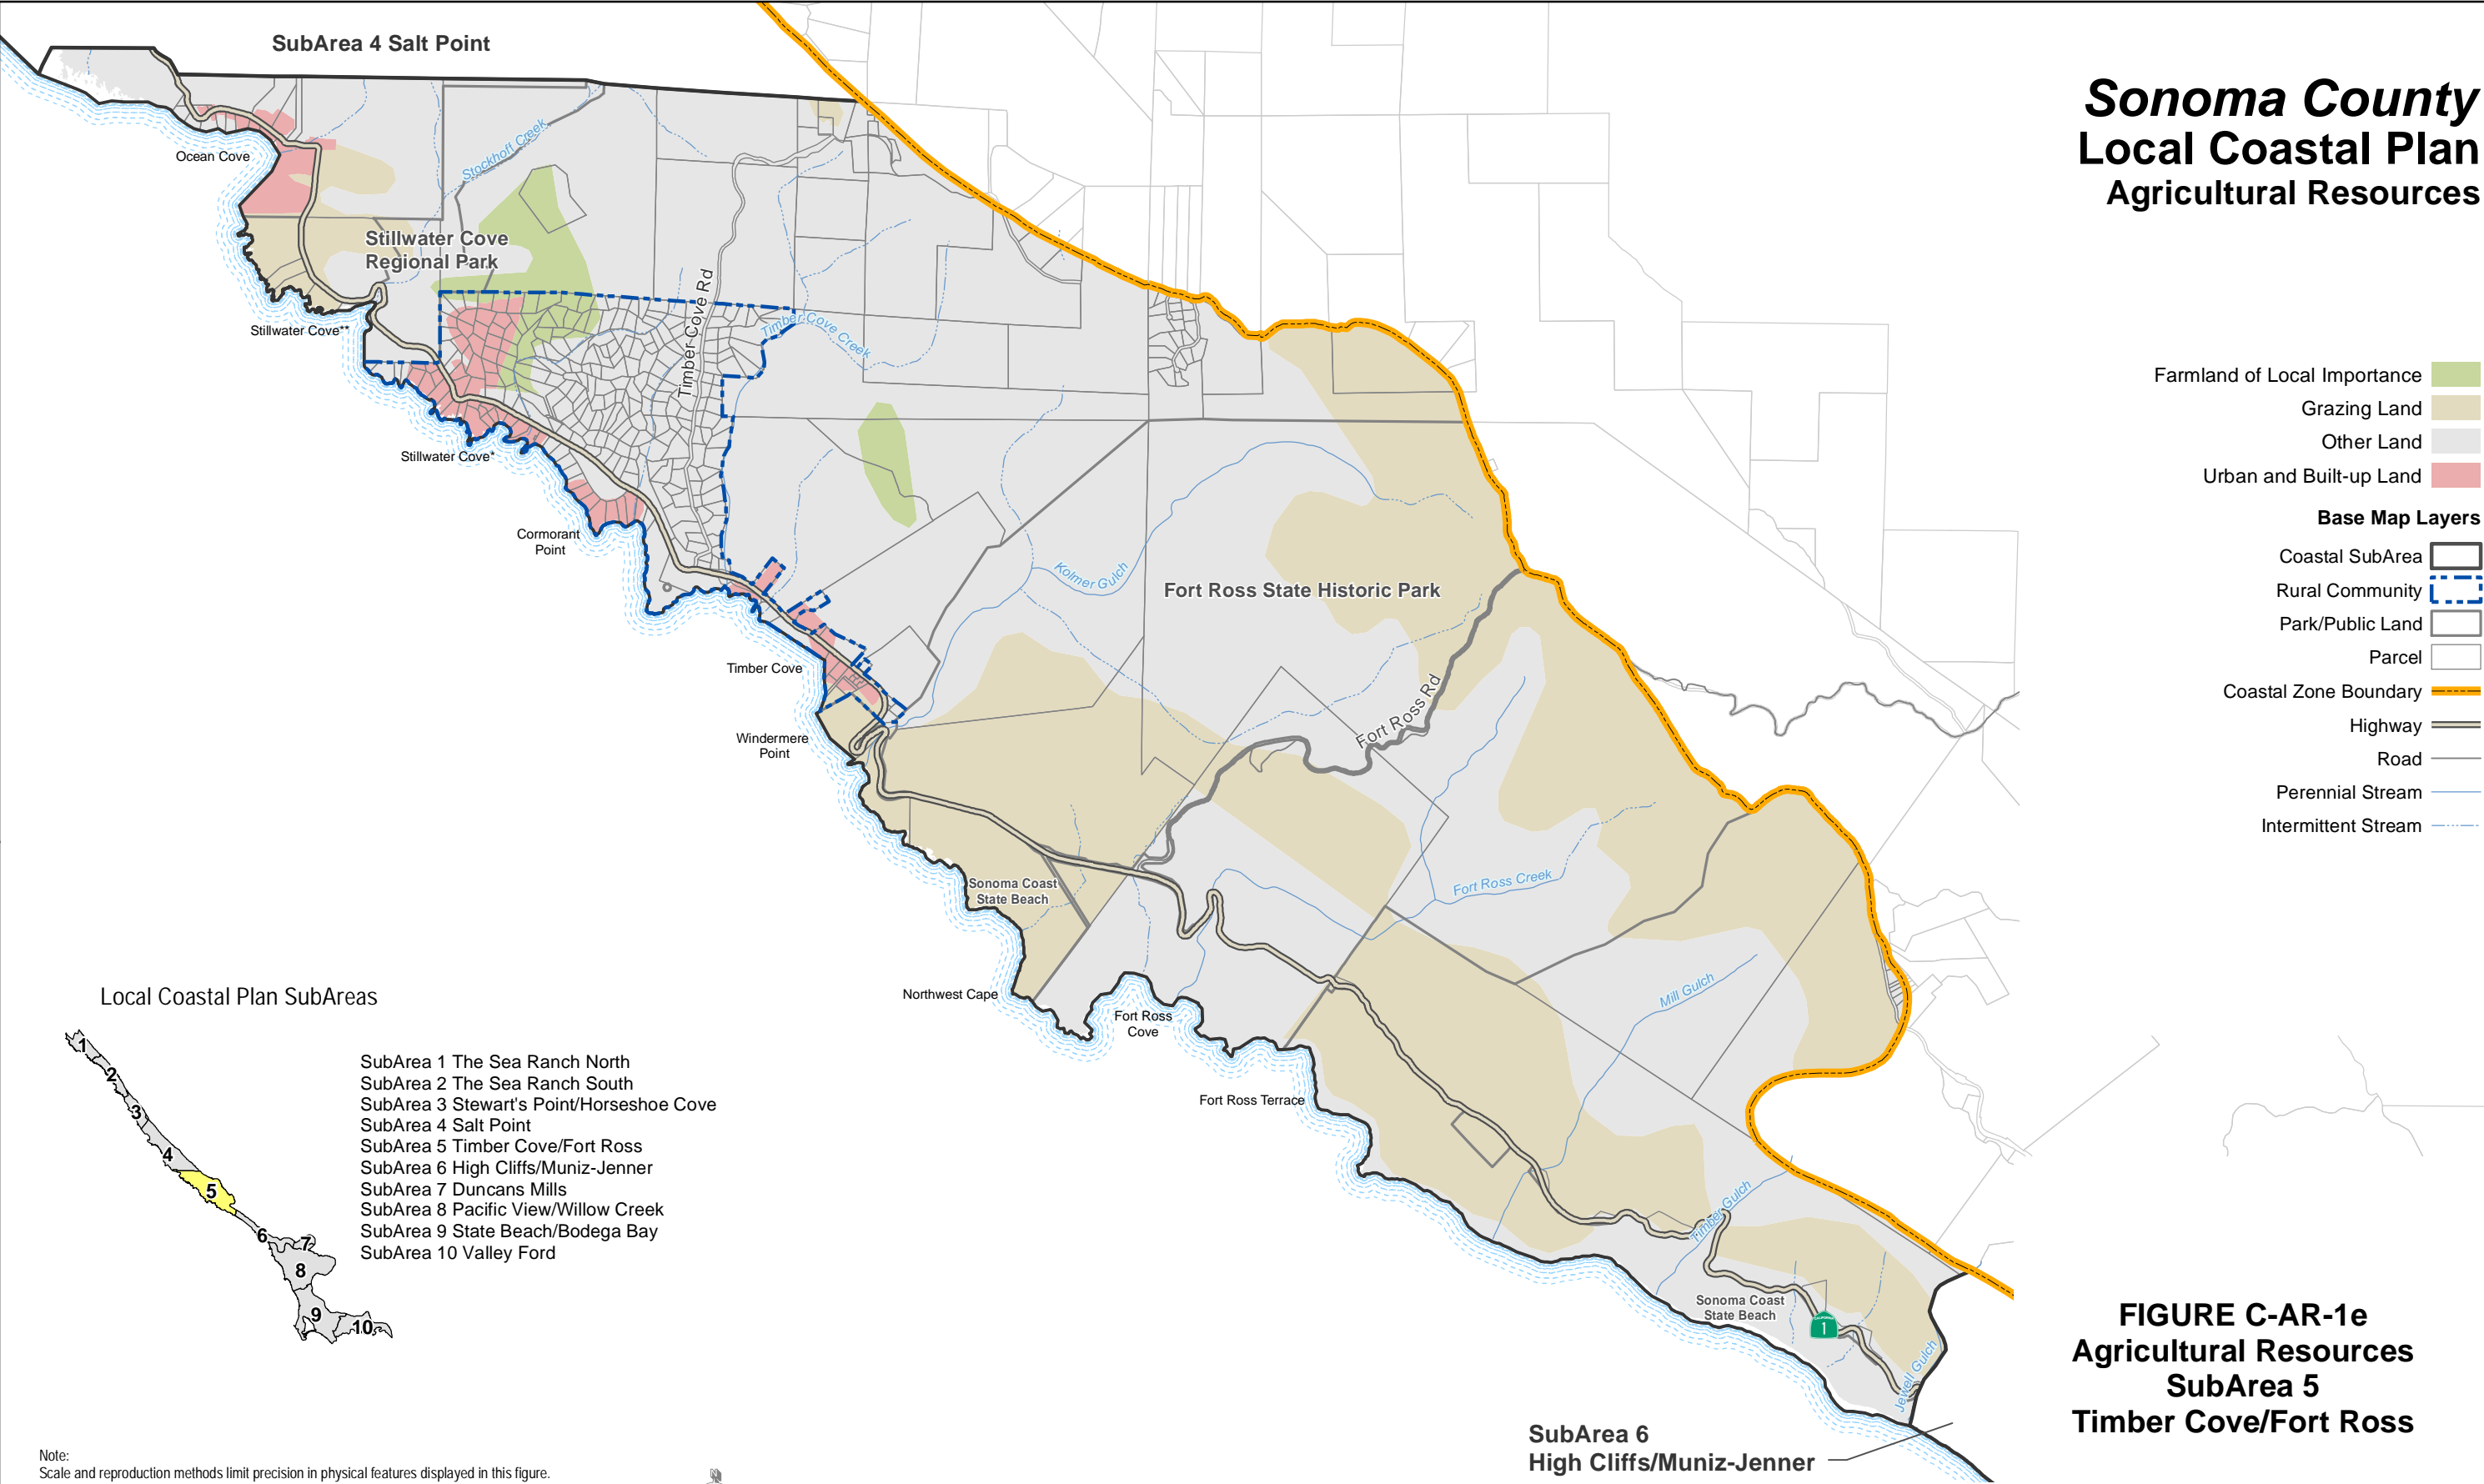 SubArea 4 Salt Point
Sonoma County
Local Coastal Plan
Agricultural Resources
Ocean Cove
Stockhoff Creek
Stillwater Cove
Regional Park
Stillwater Cove**
Timber Cove Rd
Timber Cove Creek
Stillwater Cove*
Cormorant
Point
Kolmer Gulch
Fort Ross State Historic Park
Timber Cove
Windermere
Point
Fort Ross Rd
Sonoma Coast
State Beach
Fort Ross Creek
Northwest Cape
Fort Ross
Cove
Mill Gulch
Fort Ross Terrace
Timber Gulch
Sonoma Coast
State Beach
1
Jewell Gulch
SubArea 6
High Cliffs/Muniz-Jenner
Farmland of Local Importance
Grazing Land
Other Land
Urban and Built-up Land
Base Map Layers
Coastal SubArea
Rural Community
Park/Public Land
Parcel
Coastal Zone Boundary
Highway
Road
Perennial Stream
Intermittent Stream
Local Coastal Plan SubAreas
1
2
3
4
5
6
7
8
9
10
SubArea 1 The Sea Ranch North
SubArea 2 The Sea Ranch South
SubArea 3 Stewart's Point/Horseshoe Cove
SubArea 4 Salt Point
SubArea 5 Timber Cove/Fort Ross
SubArea 6 High Cliffs/Muniz-Jenner
SubArea 7 Duncans Mills
SubArea 8 Pacific View/Willow Creek
SubArea 9 State Beach/Bodega Bay
SubArea 10 Valley Ford
FIGURE C-AR-1e
Agricultural Resources
SubArea 5
Timber Cove/Fort Ross
Note:
Scale and reproduction methods limit precision in physical features displayed in this figure.